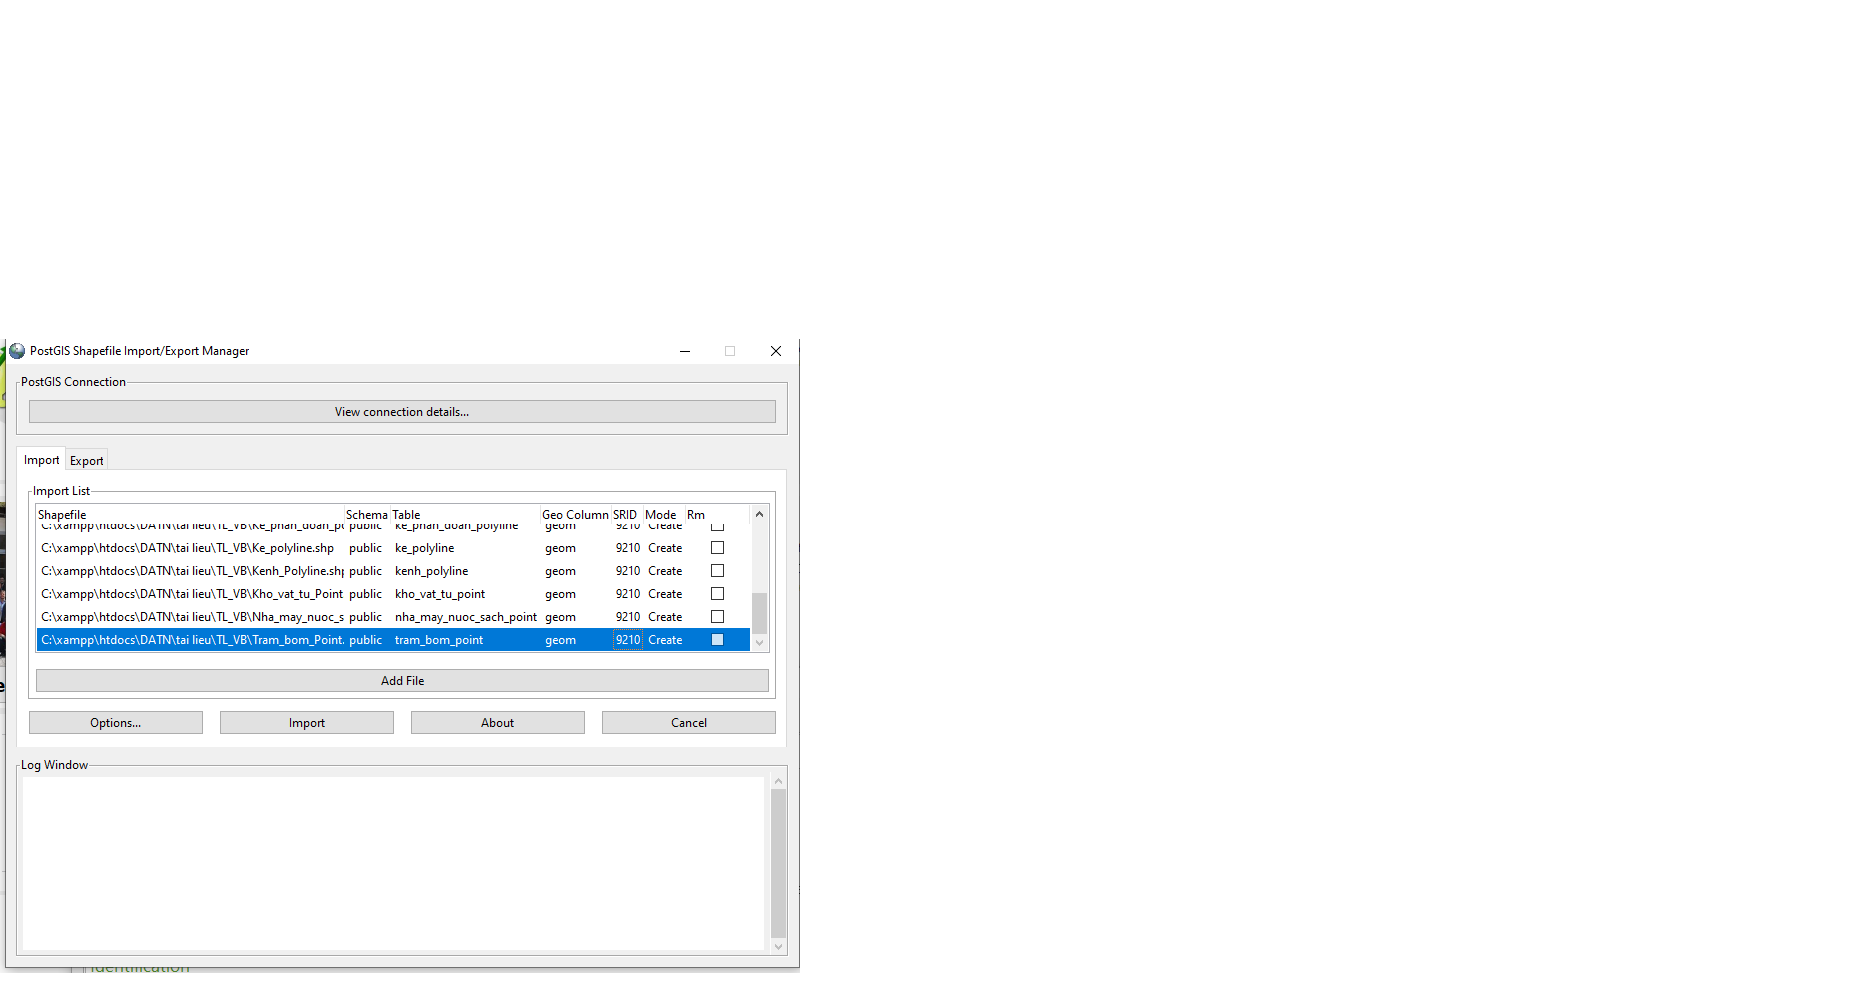 PostGIS Shapefile Import/Export Manager
PostGIS Connection
View connection details...
Import Export
Import List
Shapefile Schema Table Geo Column SRID Mode Rm
C:\xampp\htdocs\DATN\tai lieu\TL_VB\Ke_phan_doan_p public ke_phan_doan_polyline geom 9210 Create
C:\xampp\htdocs\DATN\tai lieu\TL_VB\Ke_polyline.shp public ke_polyline geom 9210 Create
C:\xampp\htdocs\DATN\tai lieu\TL_VB\Kenh_Polyline.shp public kenh_polyline geom 9210 Create
C:\xampp\htdocs\DATN\tai lieu\TL_VB\Kho_vat_tu_Point public kho_vat_tu_point geom 9210 Create
C:\xampp\htdocs\DATN\tai lieu\TL_VB\Nha_may_nuoc_s public nha_may_nuoc_sach_point geom 9210 Create
C:\xampp\htdocs\DATN\tai lieu\TL_VB\Tram_bom_Point. public tram_bom_point geom 9210 Create
Add File
Options... Import About Cancel
Log Window
Identification